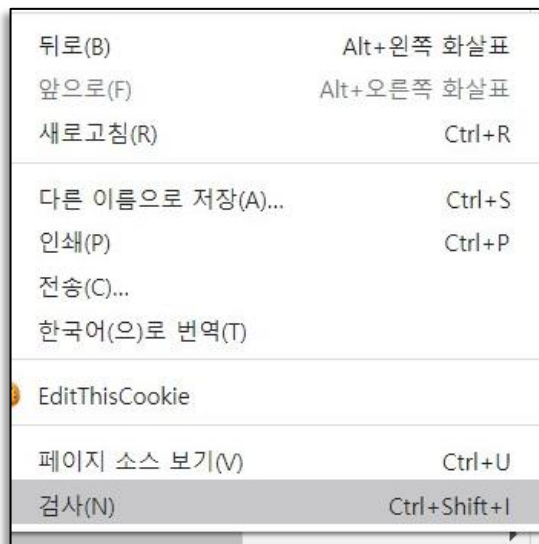 뒤로(B) Alt+왼쪽 화살표
앞으로(F) Alt+오른쪽 화살표
새로고침(R) Ctrl+R
다른 이름으로 저장(A)... Ctrl+S
인쇄(P) Ctrl+P
전송(C)...
한국어(으)로 번역(T)
EditThisCookie
페이지 소스 보기(V) Ctrl+U
검사(N) Ctrl+Shift+I